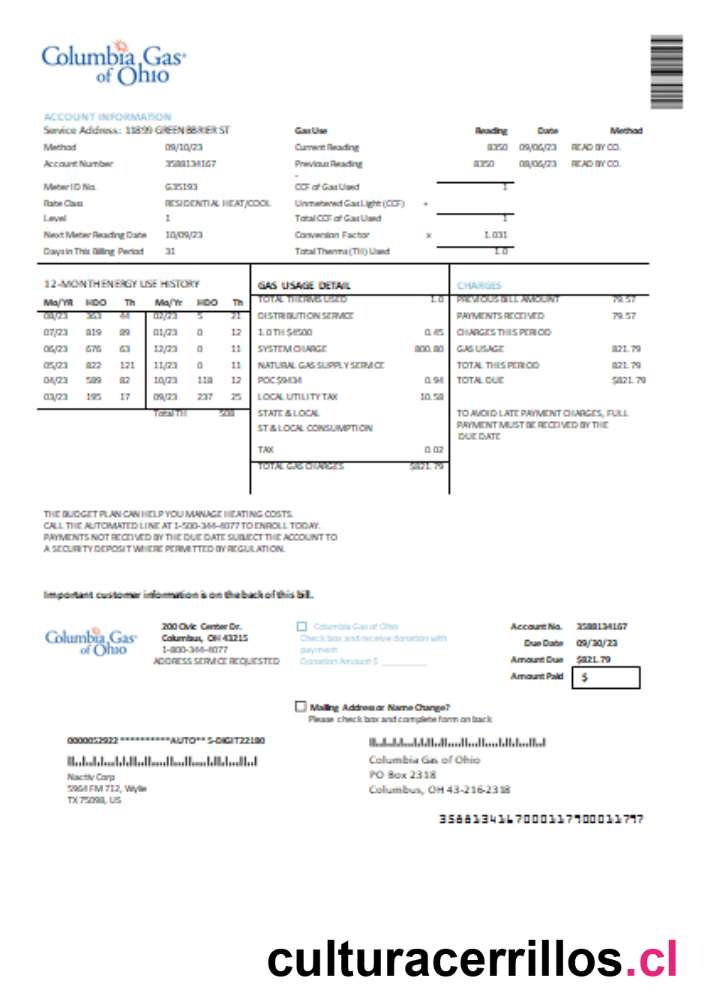 Columbia Gas®
of Ohio
ACCOUNT INFORMATION
Service Address: 11899 GREEN BBRIER ST
Method 09/10/23
Account Number 3588134167
Meter ID No. G35193
Rate Class RESIDENTIAL HEAT/COOL
Level 1
Next Meter Reading Date 10/09/23
Days in This Billing Period 31
Gas Use Reading Date Method
Current Reading 8350 09/06/23 READ BY CO.
Previous Reading 8350 08/06/23 READ BY CO.
-
CCF of Gas Used 1
Unmetered Gas Light (CCF) +
Total CCF of Gas Used 1
Conversion Factor x 1.031
Total Therms (TH) Used 1.0
12-MONTH ENERGY USE HISTORY
Mo/YR HDO Th Mo/Yr HDO Th
08/23 363 44 02/23 5 21
07/23 819 89 01/23 0 12
06/23 676 63 12/23 0 11
05/23 822 121 11/23 0 11
04/23 589 82 10/23 118 12
03/23 195 17 09/23 237 25
Total TH 508
GAS USAGE DETAIL
TOTAL THERMS USED 1.0
DISTRIBUTION SERVICE
1.0 TH $4500 0.45
SYSTEM CHARGE 800.80
NATURAL GAS SUPPLY SERVICE
POC $9434 0.94
LOCAL UTILITY TAX 10.58
STATE & LOCAL
ST & LOCAL CONSUMPTION
TAX 0.02
TOTAL GAS CHARGES $821.79
CHARGES
PREVIOUS BILL AMOUNT 79.57
PAYMENTS RECEIVED 79.57
CHARGES THIS PERIOD
GAS USAGE 821.79
TOTAL THIS PERIOD 821.79
TOTAL DUE $821.79
TO AVOID LATE PAYMENT CHARGES, FULL
PAYMENT MUST BE RECEIVED BY THE
DUE DATE
THE BUDGET PLAN CAN HELP YOU MANAGE HEATING COSTS.
CALL THE AUTOMATED LINE AT 1-500-344-4077 TO ENROLL TODAY.
PAYMENTS NOT RECEIVED BY THE DUE DATE SUBJECT THE ACCOUNT TO
A SECURITY DEPOSIT WHERE PERMITTED BY REGULATION.
Important customer information is on the back of this bill.
Columbia Gas®
of Ohio
200 Civic Center Dr.
Columbus, OH 43215
1-800-344-4077
ADDRESS SERVICE REQUESTED
Columbia Gas of Ohio
Check box and receive donation with
payment
Donation Amount $ __________
Account No. 3588134167
Due Date 09/30/23
Amount Due $821.79
Amount Paid $
Mailing Address or Name Change?
Please check box and complete form on back
0000052922 **********AUTO** 5-DIGIT22180
Nactiv Corp
5964 FM 712, Wylie
TX 75098, US
Columbia Gas of Ohio
PO Box 2318
Columbus, OH 43-216-2318
3588134167000117900011797
culturacerrillos.cl